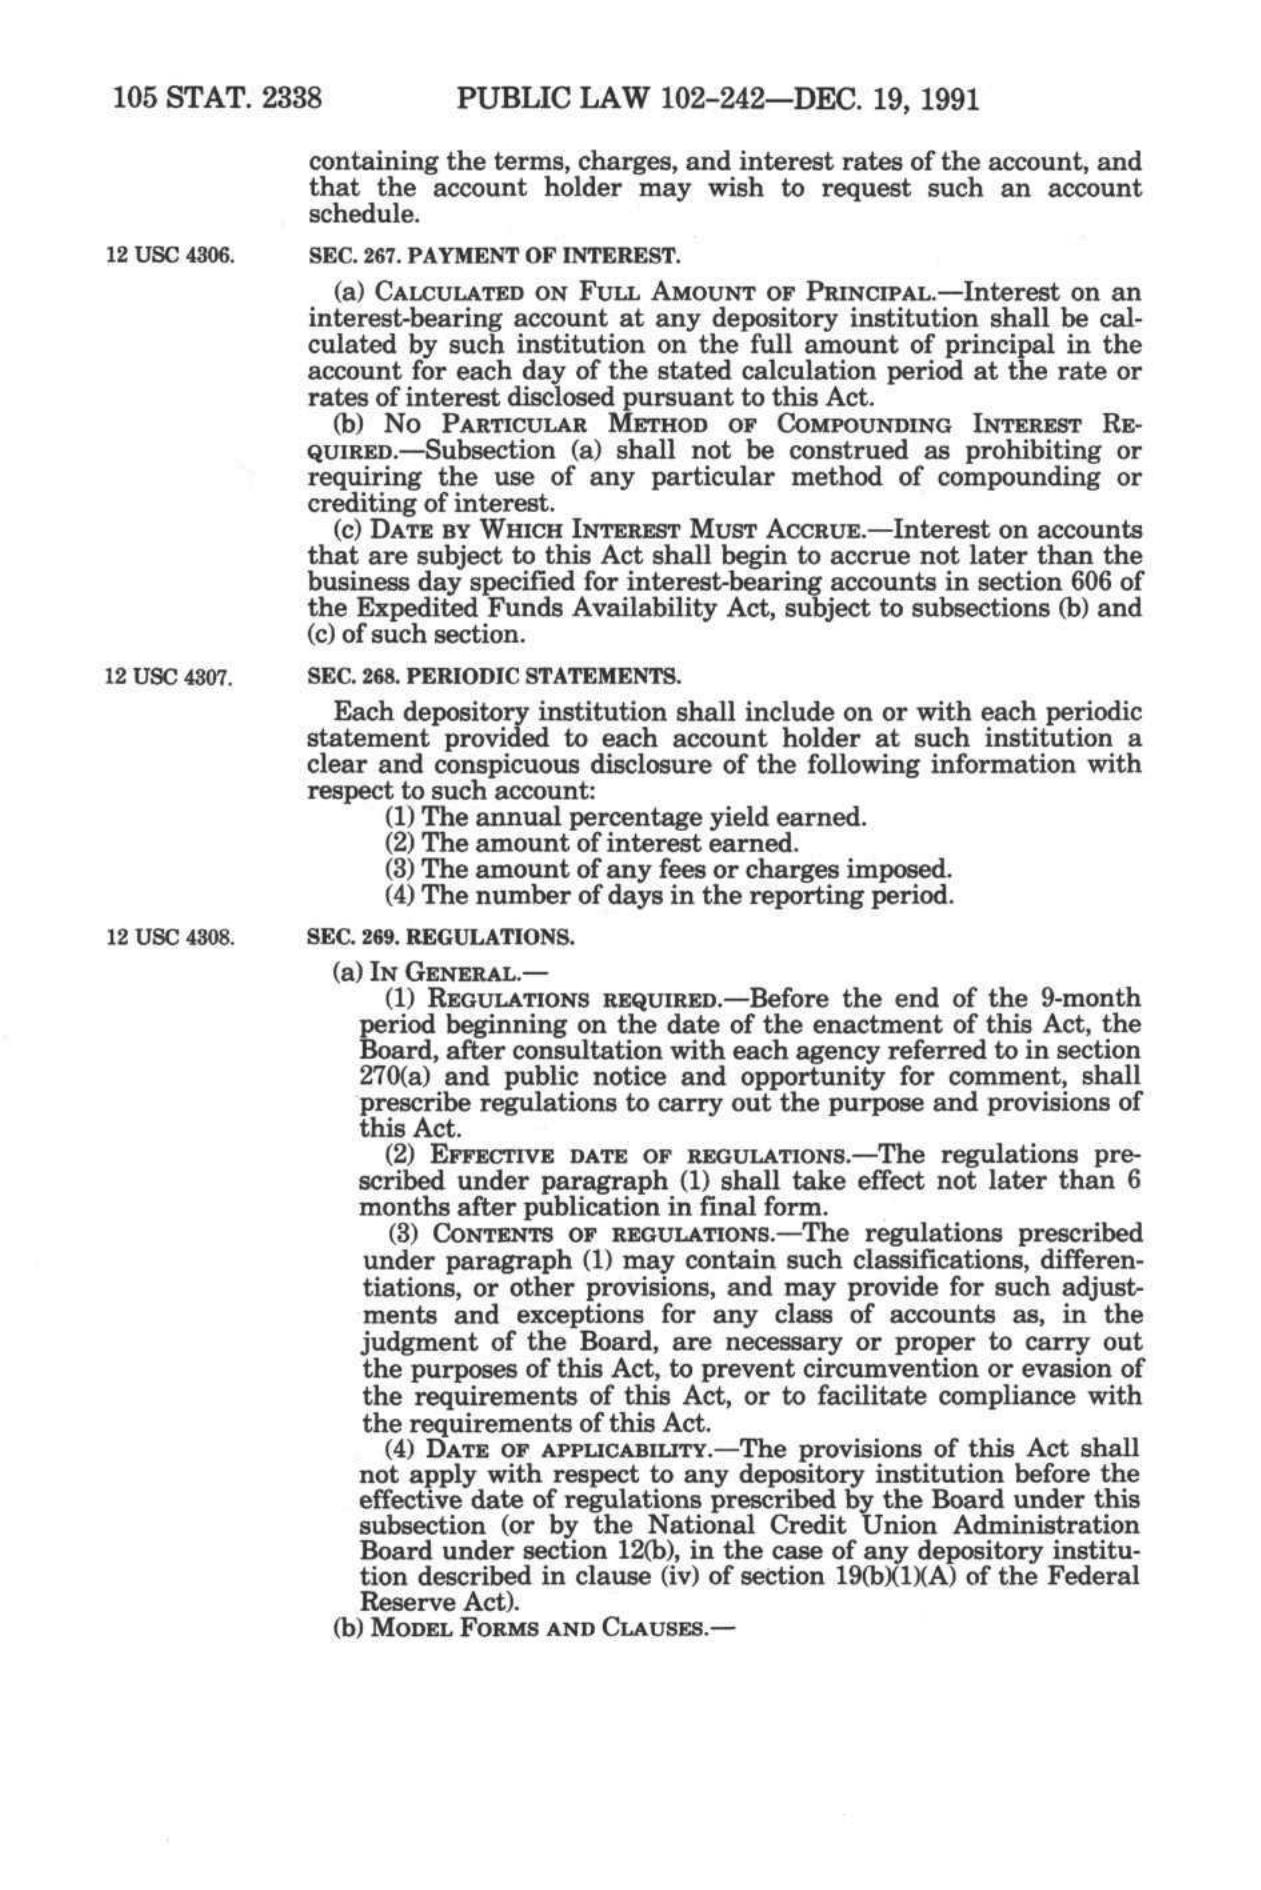 105 STAT. 2338 PUBLIC LAW 102-242—DEC. 19, 1991
containing the terms, charges, and interest rates of the account, and
that the account holder may wish to request such an account
schedule.
12 USC 4306. SEC. 267. PAYMENT OF INTEREST.
(a) CALCULATED ON FULL AMOUNT OF PRINCIPAL.—Interest on an
interest-bearing account at any depository institution shall be cal-
culated by such institution on the full amount of principal in the
account for each day of the stated calculation period at the rate or
rates of interest disclosed pursuant to this Act.
(b) NO PARTICULAR METHOD OF COMPOUNDING INTEREST RE-
QUIRED.—Subsection (a) shall not be construed as prohibiting or
requiring the use of any particular method of compounding or
crediting of interest.
(c) DATE BY WHICH INTEREST MUST ACCRUE.—Interest on accounts
that are subject to this Act shall begin to accrue not later than the
business day specified for interest-bearing accounts in section 606 of
the Expedited Funds Availability Act, subject to subsections (b) and
(c) of such section.
12 USC 4307. SEC. 268. PERIODIC STATEMENTS.
Each depository institution shall include on or with each periodic
statement provided to each account holder at such institution a
clear and conspicuous disclosure of the following information with
respect to such account:
(1) The annual percentage yield earned.
(2) The amount of interest earned.
(3) The amount of any fees or charges imposed.
(4) The number of days in the reporting period.
12 USC 4308. SEC. 269. REGULATIONS.
(a) IN GENERAL.—
(1) REGULATIONS REQUIRED.—Before the end of the 9-month
period beginning on the date of the enactment of this Act, the
Board, after consultation with each agency referred to in section
270(a) and public notice and opportunity for comment, shall
prescribe regulations to carry out the purpose and provisions of
this Act.
(2) EFFECTIVE DATE OF REGULATIONS.—The regulations pre-
scribed under paragraph (1) shall take effect not later than 6
months after publication in final form.
(3) CONTENTS OF REGULATIONS.—The regulations prescribed
under paragraph (1) may contain such classifications, differen-
tiations, or other provisions, and may provide for such adjust-
ments and exceptions for any class of accounts as, in the
judgment of the Board, are necessary or proper to carry out
the purposes of this Act, to prevent circumvention or evasion of
the requirements of this Act, or to facilitate compliance with
the requirements of this Act.
(4) DATE OF APPLICABILITY.—The provisions of this Act shall
not apply with respect to any depository institution before the
effective date of regulations prescribed by the Board under this
subsection (or by the National Credit Union Administration
Board under section 12(b), in the case of any depository institu-
tion described in clause (iv) of section 19(b)(1)(A) of the Federal
Reserve Act).
(b) MODEL FORMS AND CLAUSES.—